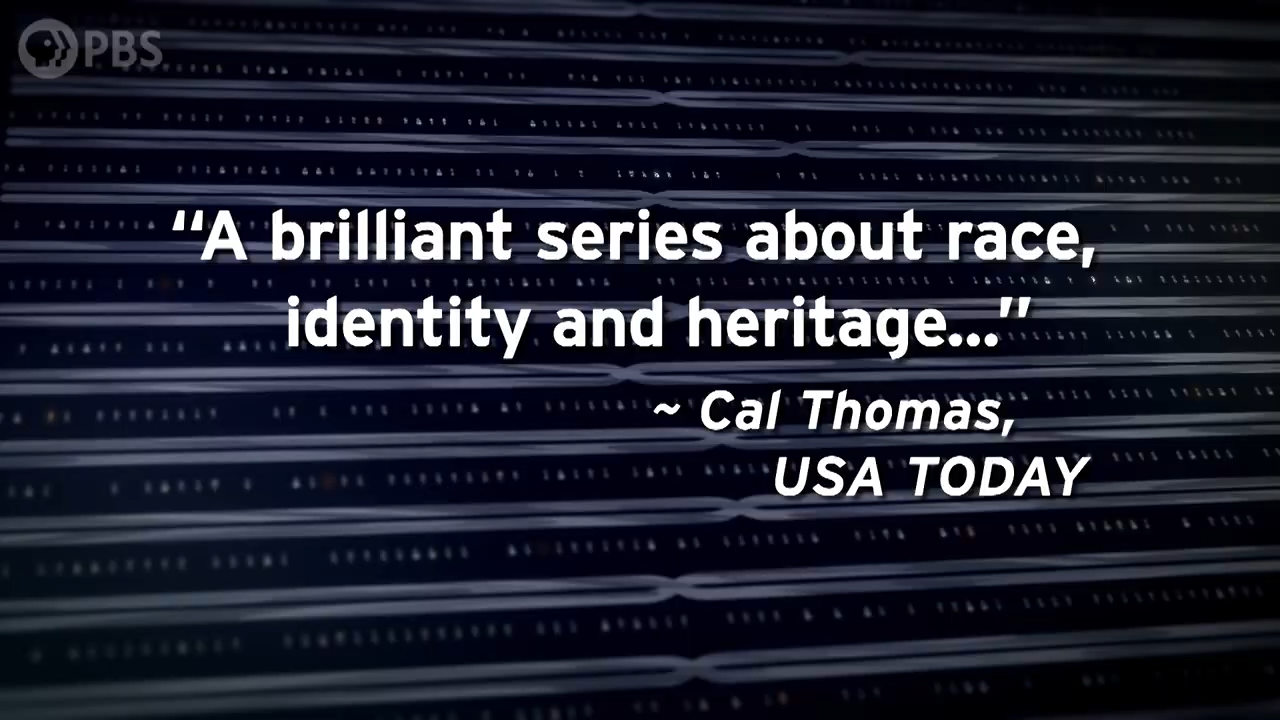 PBS
“A brilliant series about race,
identity and heritage...”
~ Cal Thomas,
USA TODAY